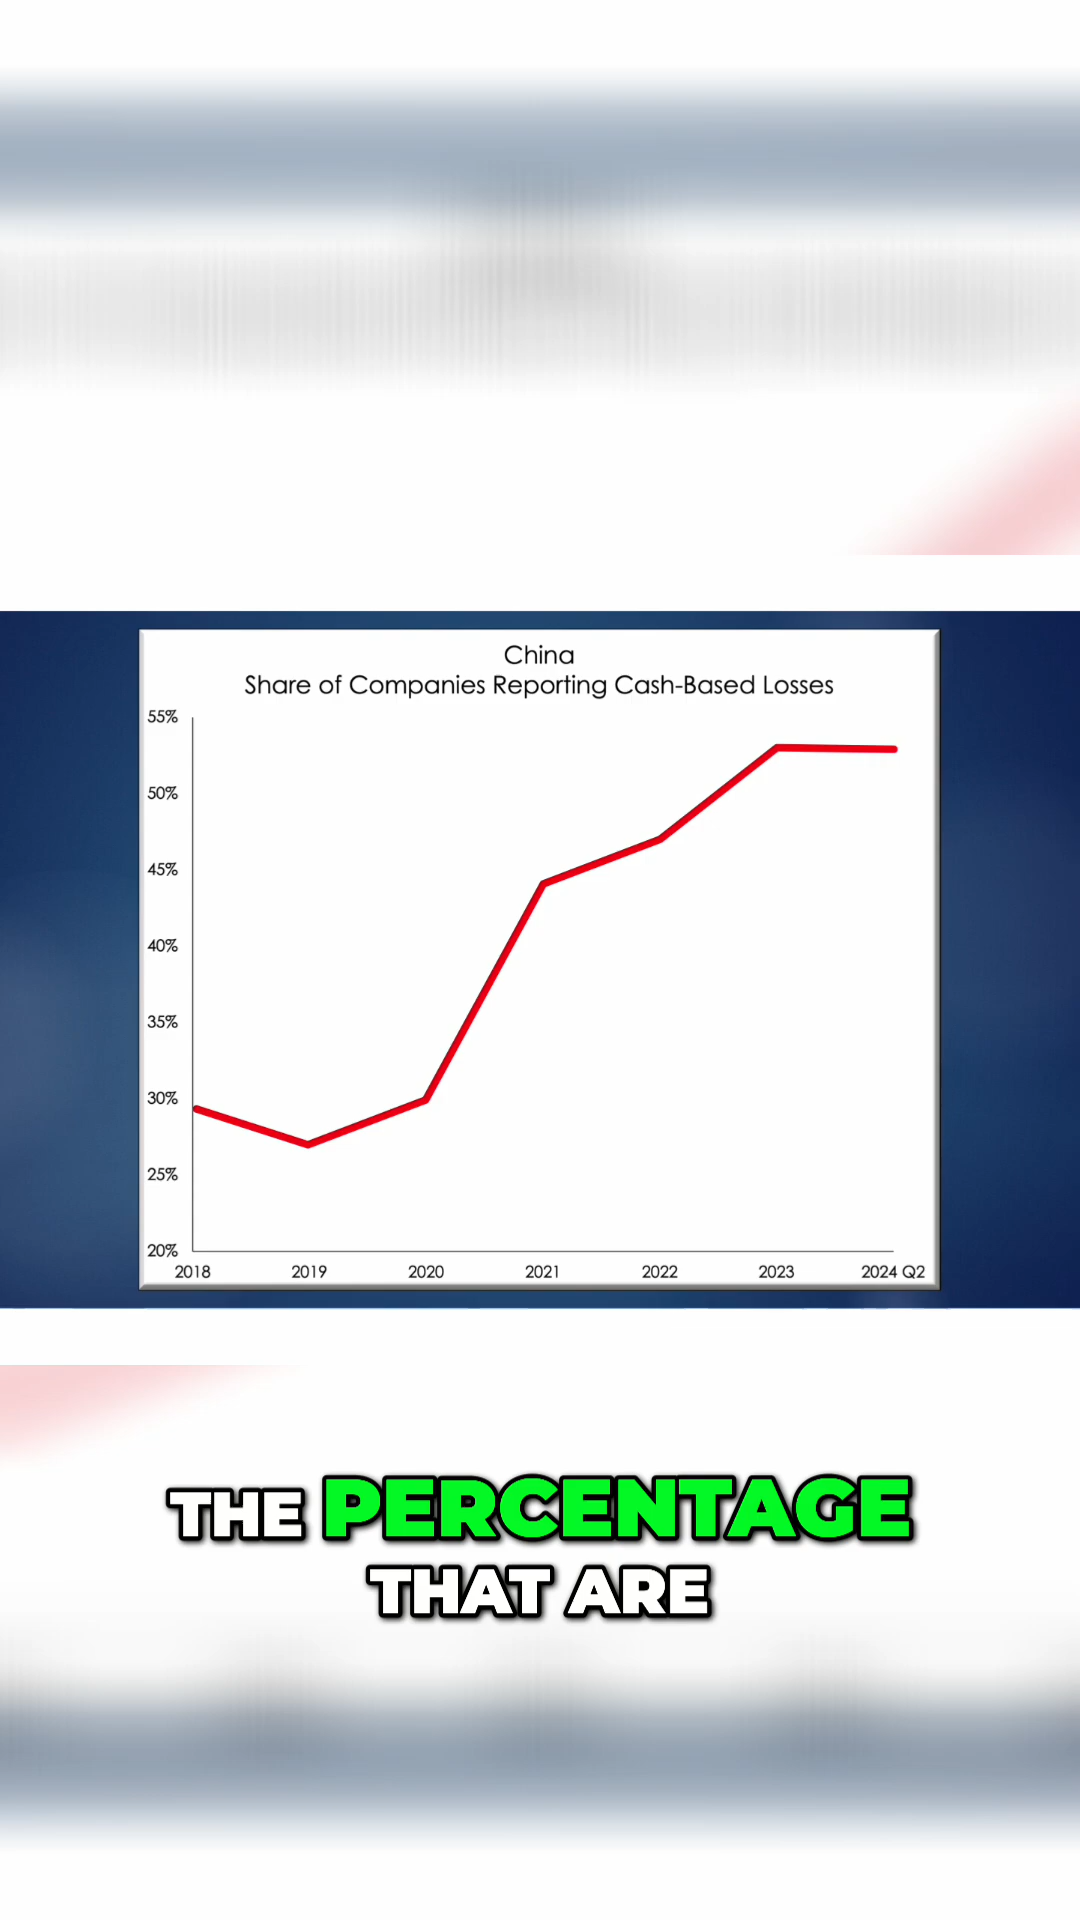 China
Share of Companies Reporting Cash-Based Losses
55%
50%
45%
40%
35%
30%
25%
20%
2018 2019 2020 2021 2022 2023 2024 Q2
THE PERCENTAGE
THAT ARE